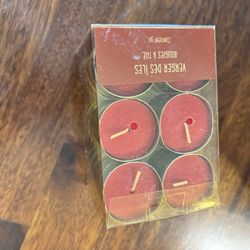 VERGER DES ÎLES
BOUGIES À THÉ